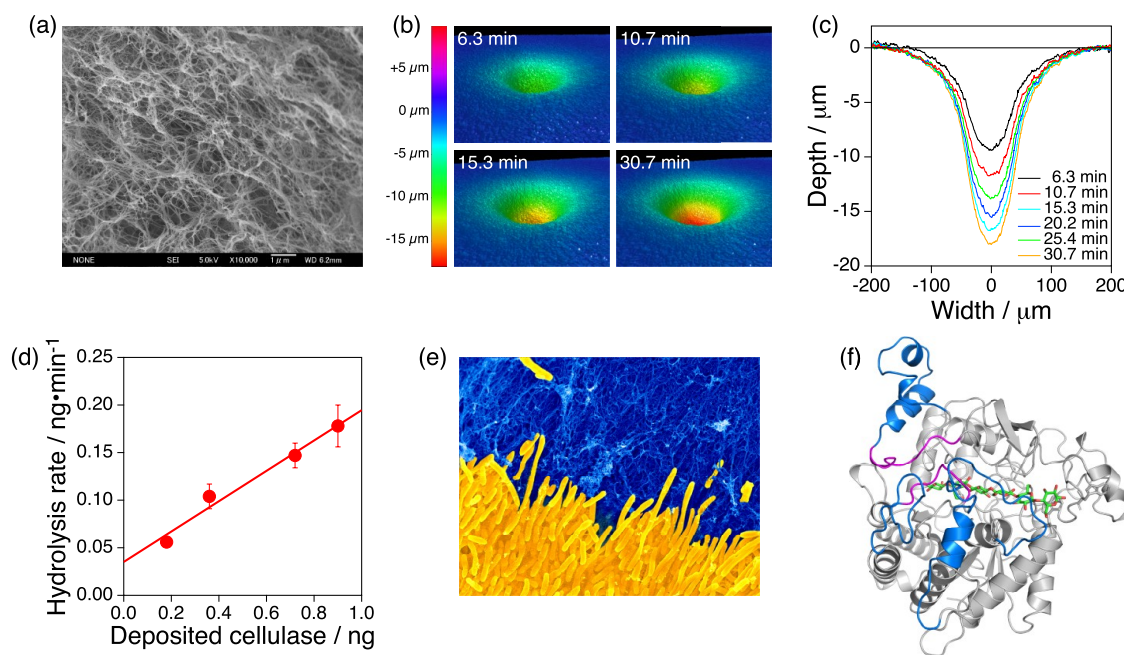 (a)
NONE SEI 5.0kV X10,000 1μm WD 6.2mm
(b)
+5 μm
0 μm
-5 μm
-10 μm
-15 μm
6.3 min
10.7 min
15.3 min
30.7 min
(c)
Depth / μm
0
-5
-10
-15
-20
6.3 min
10.7 min
15.3 min
20.2 min
25.4 min
30.7 min
-200 -100 0 100 200
Width / μm
(d)
Hydrolysis rate / ng•min⁻¹
0.25
0.20
0.15
0.10
0.05
0.00
0.0 0.2 0.4 0.6 0.8 1.0
Deposited cellulase / ng
(e)
(f)